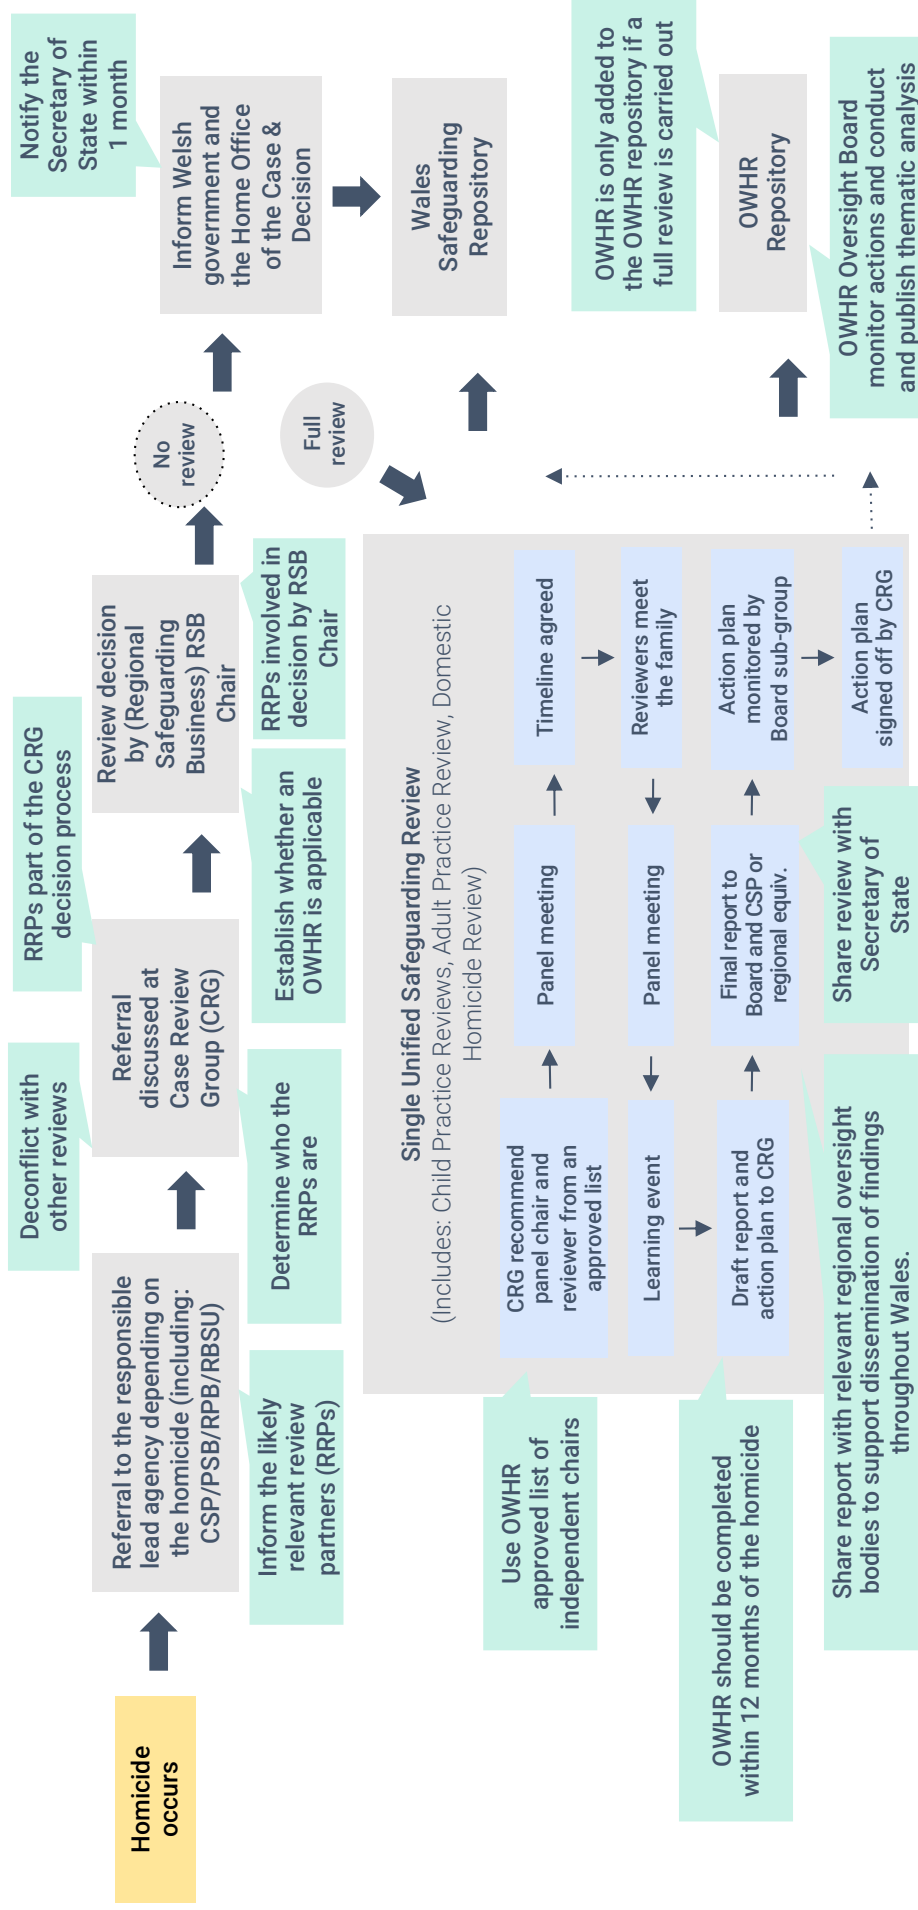 Homicide
occurs
Referral to the responsible
lead agency depending on
the homicide (including:
CSP/PSB/RPB/RBSU)
Inform the likely
relevant review
partners (RRPs)
Deconflict with
other reviews
Referral
discussed at
Case Review
Group (CRG)
Determine who the
RRPs are
RRPs part of the CRG
decision process
Review decision
by (Regional
Safeguarding
Business) RSB
Chair
Establish whether an
OWHR is applicable
RRPs involved in
decision by RSB
Chair
No
review
Full
review
Notify the
Secretary of
State within
1 month
Inform Welsh
government and
the Home Office
of the Case &
Decision
Wales
Safeguarding
Repository
Single Unified Safeguarding Review
(Includes: Child Practice Reviews, Adult Practice Review, Domestic
Homicide Review)
Use OWHR
approved list of
independent chairs
CRG recommend
panel chair and
reviewer from an
approved list
Panel meeting
Timeline agreed
Reviewers meet
the family
Panel meeting
Learning event
Draft report and
action plan to CRG
OWHR should be completed
within 12 months of the homicide
Final report to
Board and CSP or
regional equiv.
Action plan
monitored by
Board sub-group
Action plan
signed off by CRG
Share report with relevant regional oversight
bodies to support dissemination of findings
throughout Wales.
Share review with
Secretary of
State
OWHR is only added to
the OWHR repository if a
full review is carried out
OWHR
Repository
OWHR Oversight Board
monitor actions and conduct
and publish thematic analysis